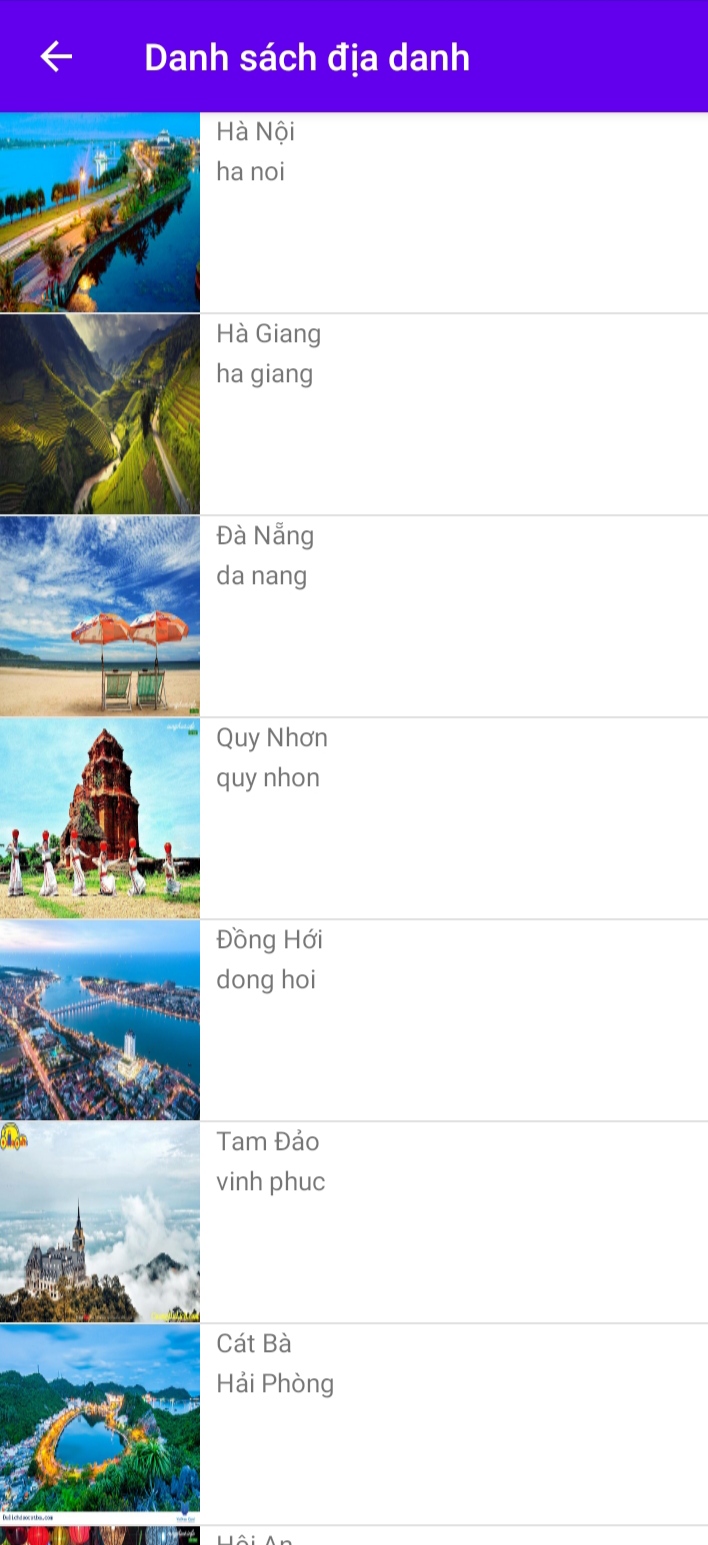 Danh sách địa danh
Hà Nội
ha noi
Hà Giang
ha giang
Đà Nẵng
da nang
Quy Nhơn
quy nhon
Đồng Hới
dong hoi
Tam Đảo
vinh phuc
Cát Bà
Hải Phòng
Hội An